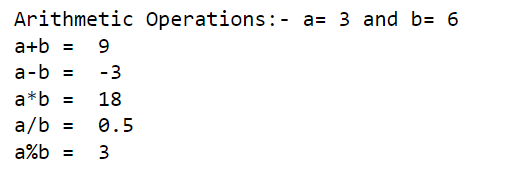 Arithmetic Operations:- a= 3 and b= 6
a+b =  9
a-b =  -3
a*b =  18
a/b =  0.5
a%b =  3